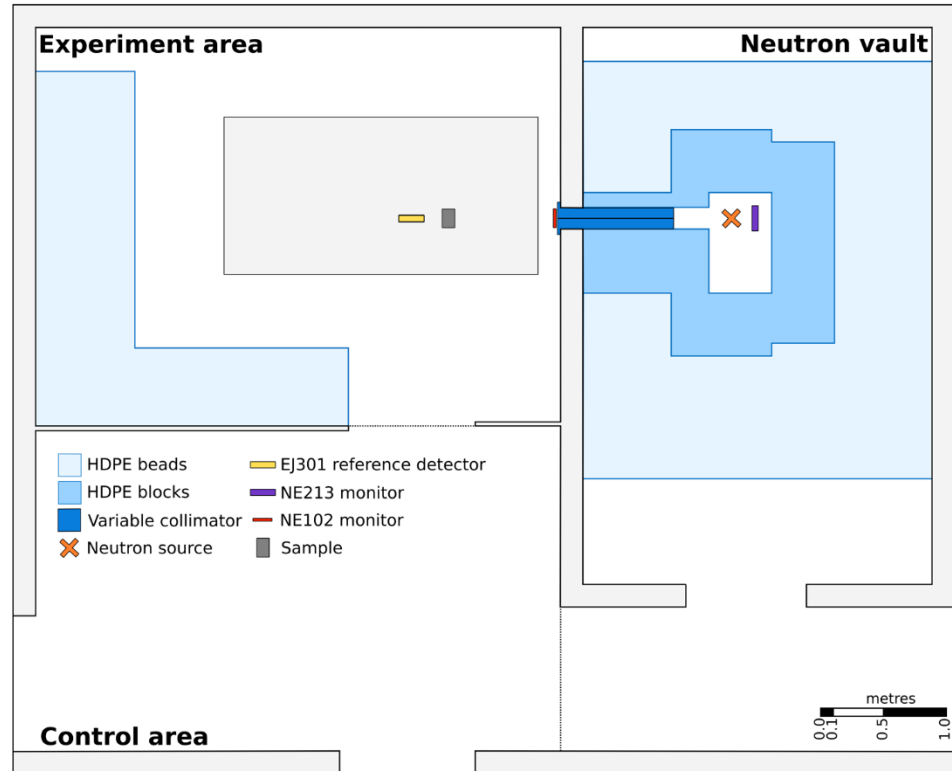 Experiment area
Neutron vault
HDPE beads
HDPE blocks
Variable collimator
Neutron source
EJ301 reference detector
NE213 monitor
NE102 monitor
Sample
metres
0.0
0.1
0.5
1.0
Control area